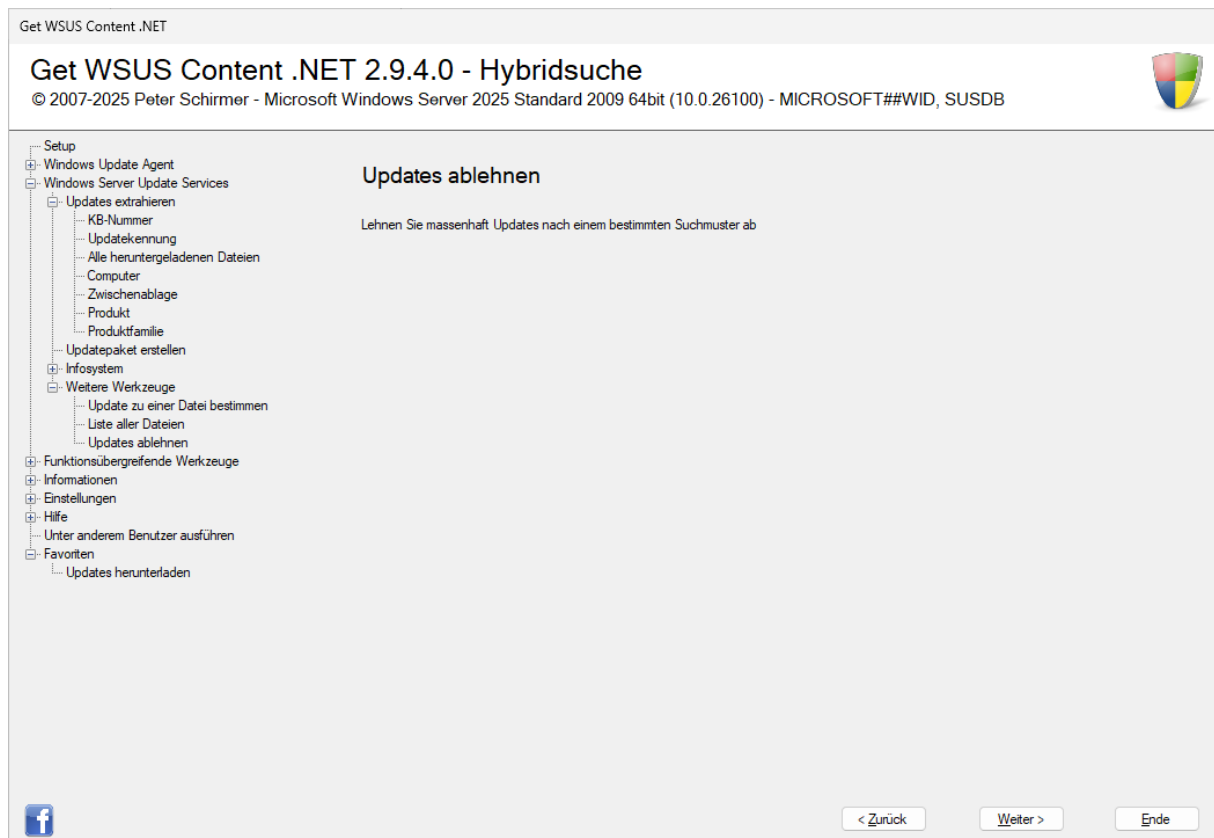 Get WSUS Content .NET
Get WSUS Content .NET 2.9.4.0 - Hybridsuche
© 2007-2025 Peter Schirmer - Microsoft Windows Server 2025 Standard 2009 64bit (10.0.26100) - MICROSOFT##WID, SUSDB
Setup
Windows Update Agent
Windows Server Update Services
Updates extrahieren
KB-Nummer
Updatekennung
Alle heruntergeladenen Dateien
Computer
Zwischenablage
Produkt
Produktfamilie
Updatepaket erstellen
Infosystem
Weitere Werkzeuge
Update zu einer Datei bestimmen
Liste aller Dateien
Updates ablehnen
Funktionsübergreifende Werkzeuge
Informationen
Einstellungen
Hilfe
Unter anderem Benutzer ausführen
Favoriten
Updates herunterladen
Updates ablehnen
Lehnen Sie massenhaft Updates nach einem bestimmten Suchmuster ab
f
< Zurück
Weiter >
Ende